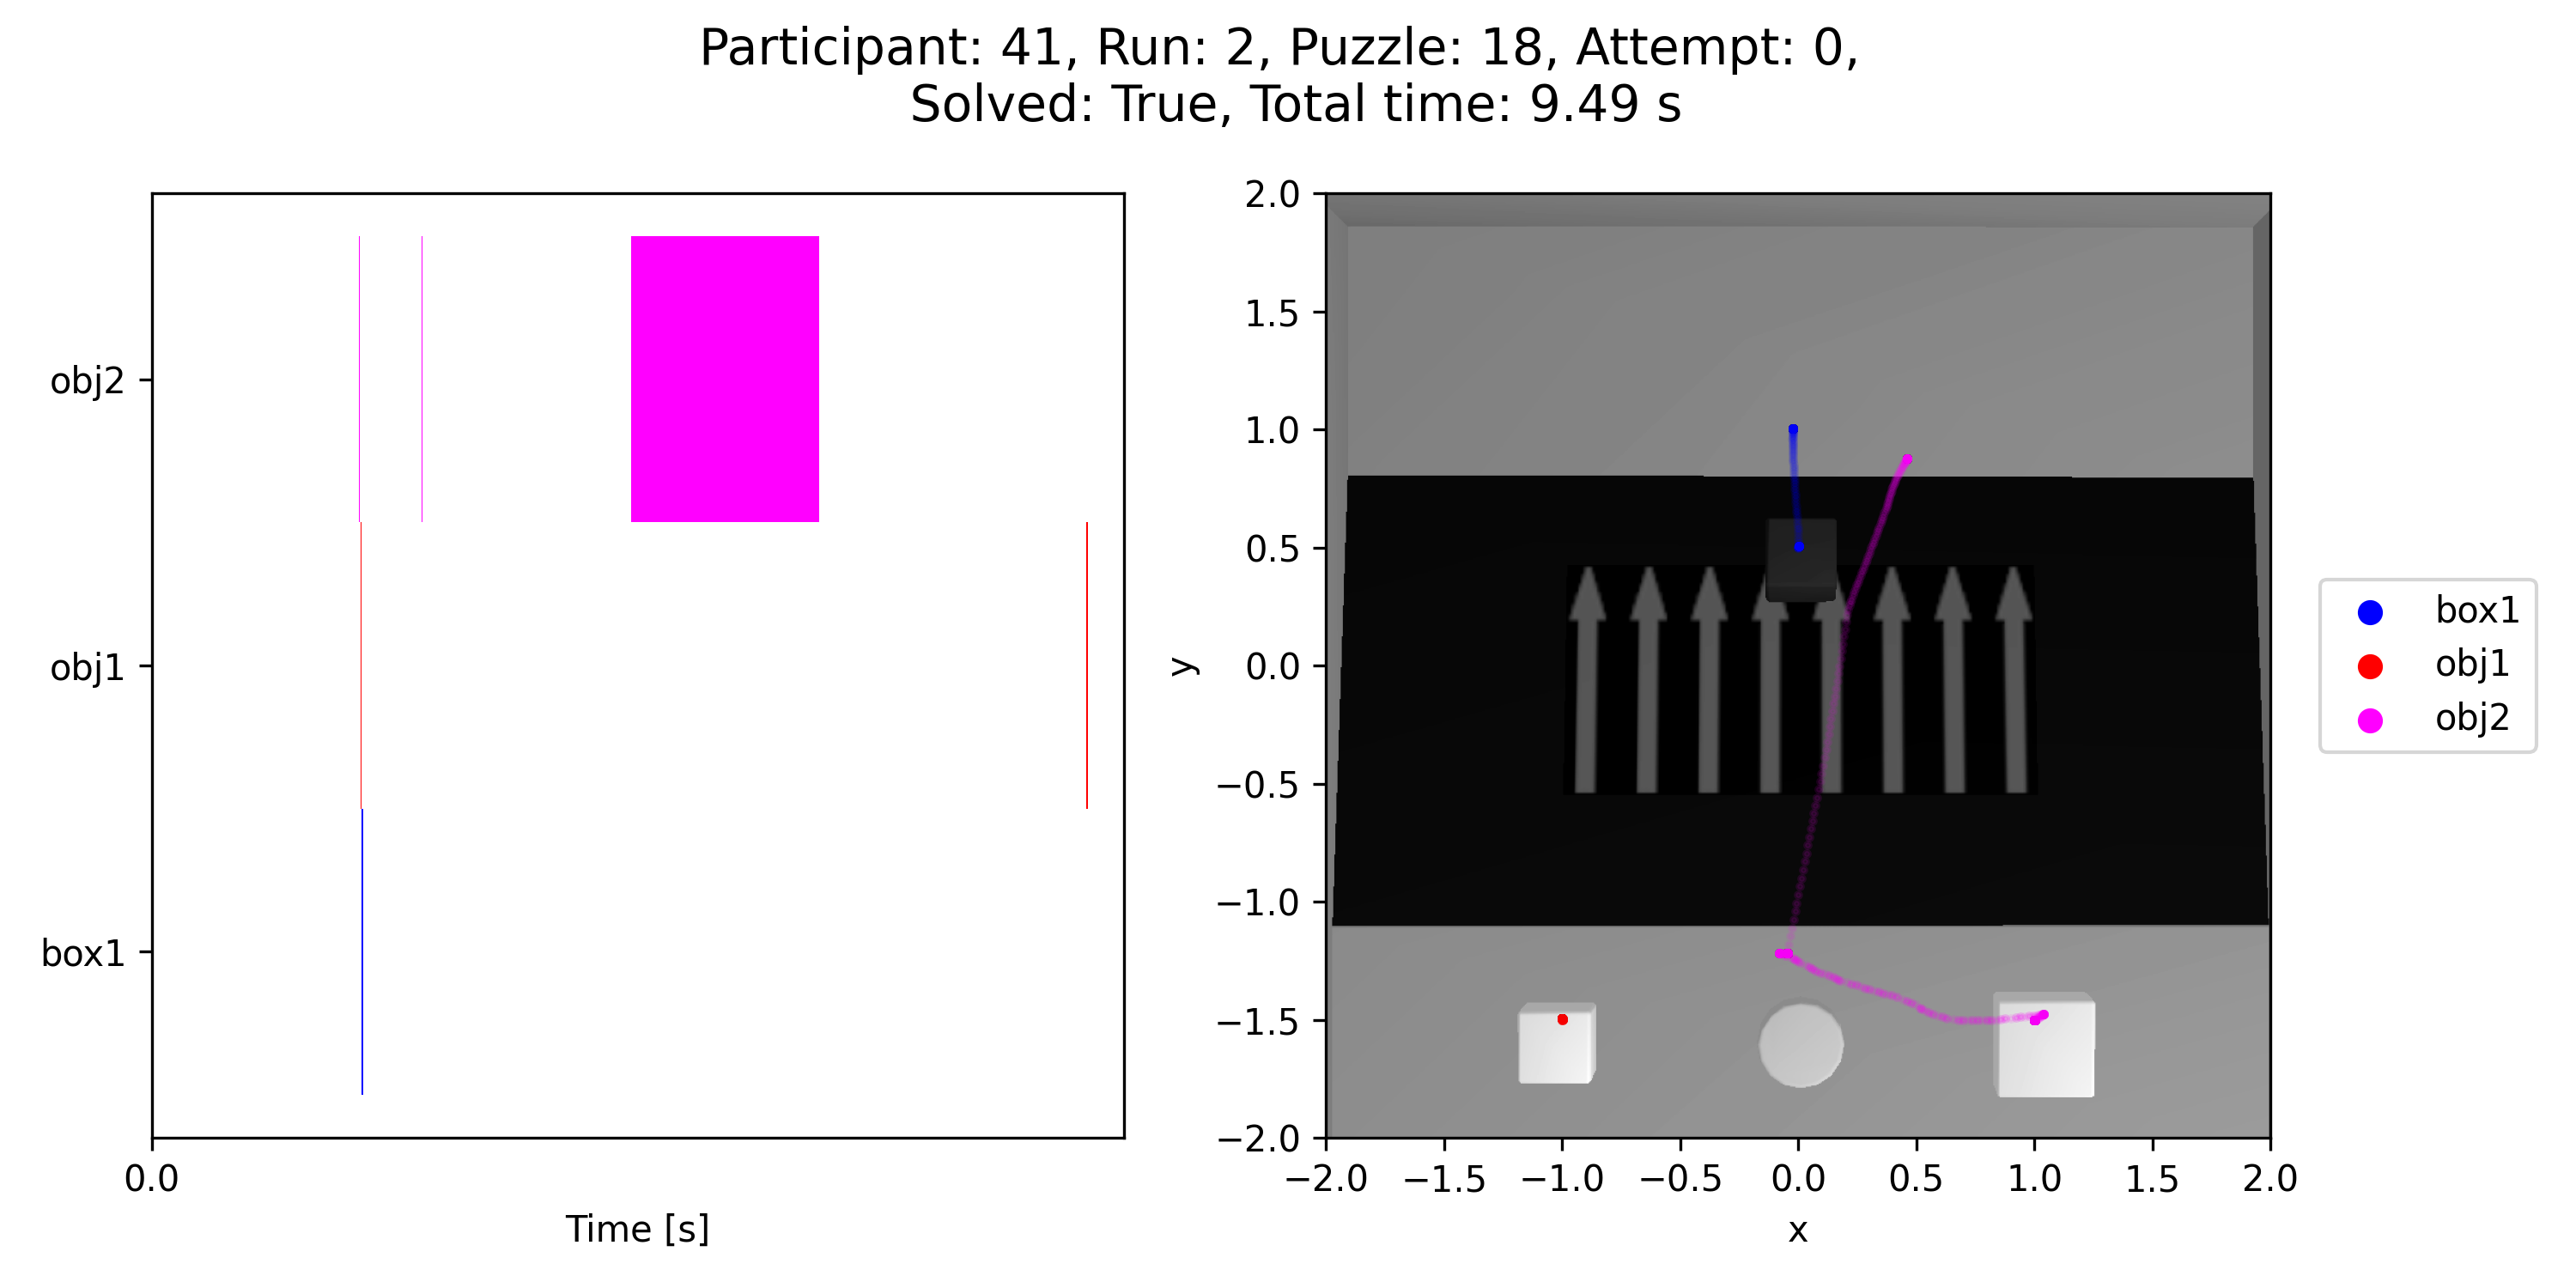 Participant: 41, Run: 2, Puzzle: 18, Attempt: 0,
Solved: True, Total time: 9.49 s
obj2
obj1
box1
0.0
Time [s]
2.0
1.5
1.0
0.5
0.0
−0.5
−1.0
−1.5
−2.0
y
−2.0 −1.5 −1.0 −0.5 0.0 0.5 1.0 1.5 2.0
x
box1
obj1
obj2